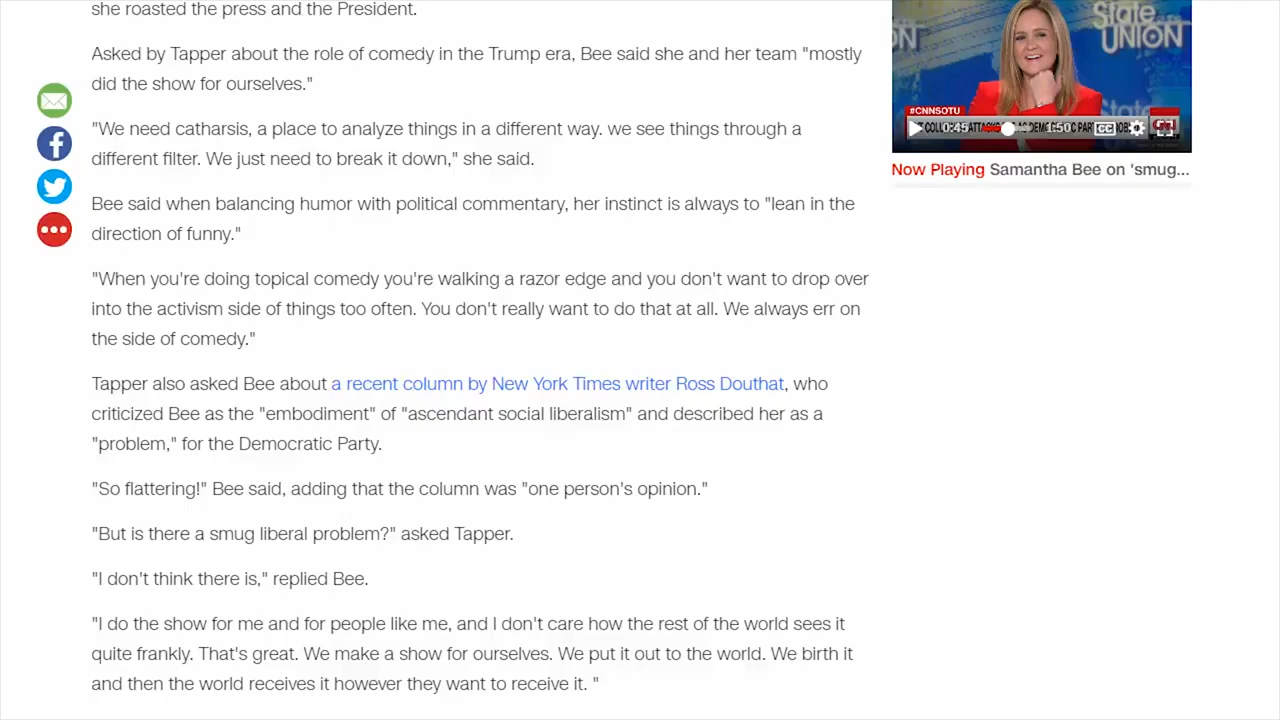 she roasted the press and the President.
Asked by Tapper about the role of comedy in the Trump era, Bee said she and her team "mostly
did the show for ourselves."
"We need catharsis, a place to analyze things in a different way. we see things through a
different filter. We just need to break it down," she said.
Bee said when balancing humor with political commentary, her instinct is always to "lean in the
direction of funny."
"When you're doing topical comedy you're walking a razor edge and you don't want to drop over
into the activism side of things too often. You don't really want to do that at all. We always err on
the side of comedy."
Tapper also asked Bee about a recent column by New York Times writer Ross Douthat, who
criticized Bee as the "embodiment" of "ascendant social liberalism" and described her as a
"problem," for the Democratic Party.
"So flattering!" Bee said, adding that the column was "one person's opinion."
"But is there a smug liberal problem?" asked Tapper.
"I don't think there is," replied Bee.
"I do the show for me and for people like me, and I don't care how the rest of the world sees it
quite frankly. That's great. We make a show for ourselves. We put it out to the world. We birth it
and then the world receives it however they want to receive it. "
State
UNION
#CNNSOTU
0:45
1:50
CC
CNN
Now Playing Samantha Bee on 'smug...